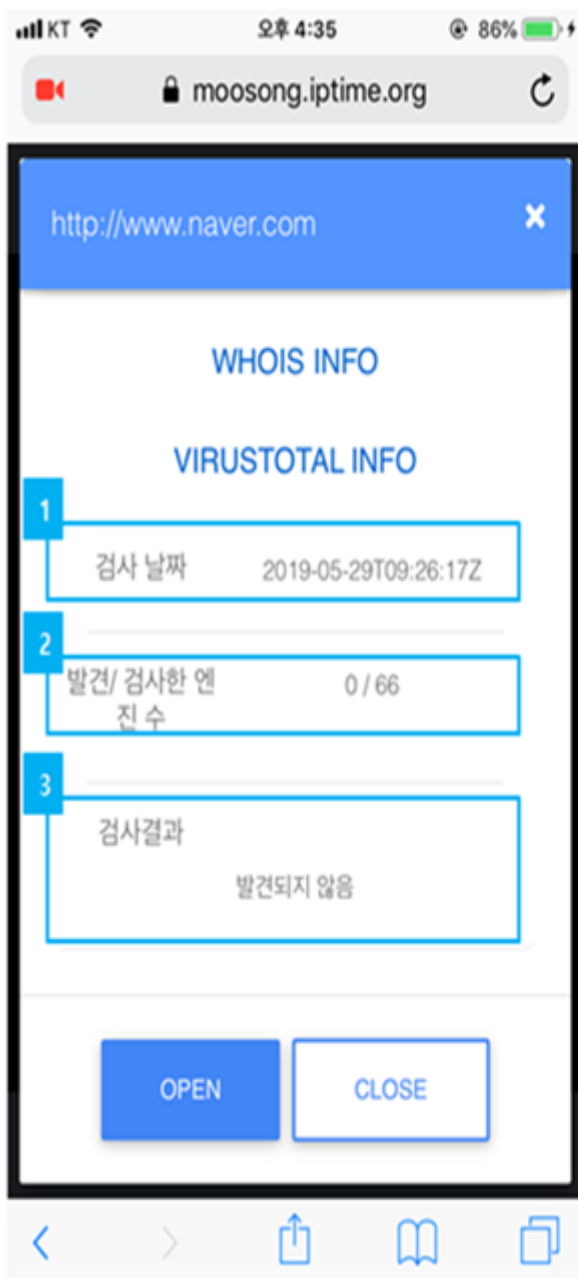 KT 오후 4:35 86%
moosong.iptime.org
http://www.naver.com ×
WHOIS INFO
VIRUSTOTAL INFO
1
검사 날짜 2019-05-29T09:26:17Z
2
발견/ 검사한 엔 0 / 66
진 수
3
검사결과
발견되지 않음
OPEN CLOSE